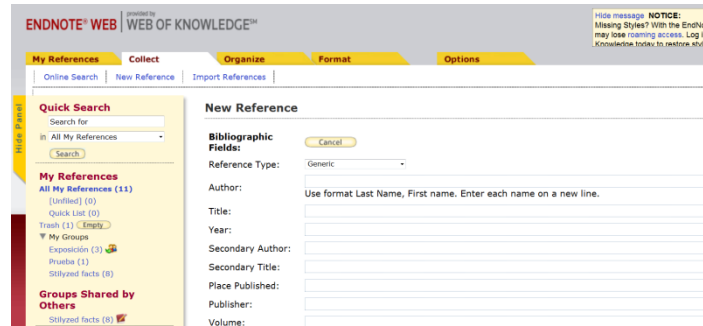 ENDNOTE® WEB provided by WEB OF KNOWLEDGE℠
Hide message NOTICE:
Missing Styles? With the EndNo
may lose roaming access. Log i
Knowledge today to restore styl
My References Collect Organize Format Options
Online Search New Reference Import References
Hide Panel
Quick Search
Search for
in All My References
Search
My References
All My References (11)
[Unfiled] (0)
Quick List (0)
Trash (1) Empty
▼ My Groups
Exposición (3)
Prueba (1)
Stilyzed facts (8)
Groups Shared by
Others
Stilyzed facts (8)
New Reference
Bibliographic
Fields:
Cancel
Reference Type: Generic
Author:
Use format Last Name, First name. Enter each name on a new line.
Title:
Year:
Secondary Author:
Secondary Title:
Place Published:
Publisher:
Volume: